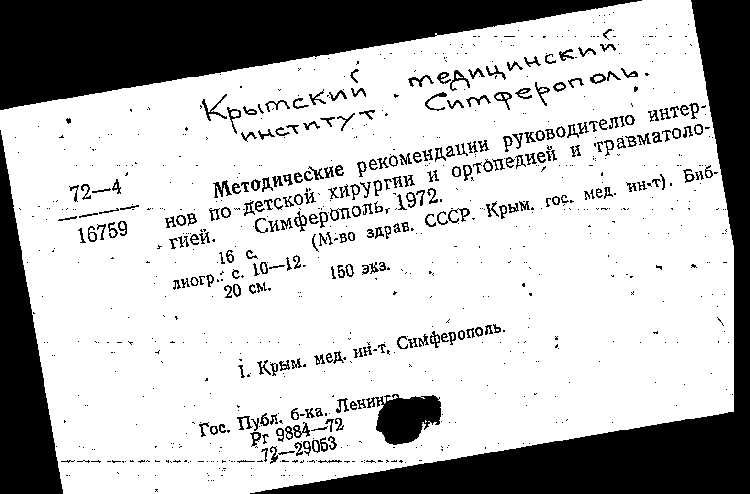 Крымский медицинский
институт. Симферополь.
72—4
16759
Методические рекомендации руководителю интер-
нов по детской хирургии и ортопедией и травматоло-
гией. Симферополь, 1972.
16 с. (М-во здрав. СССР. Крым. гос. мед. ин-т). Биб-
лиогр.: с. 10—12.
20 см. 150 экз.
1. Крым. мед. ин-т, Симферополь.
Гос. Публ. б-ка. Ленингр
Рг 9884—72
72—29053